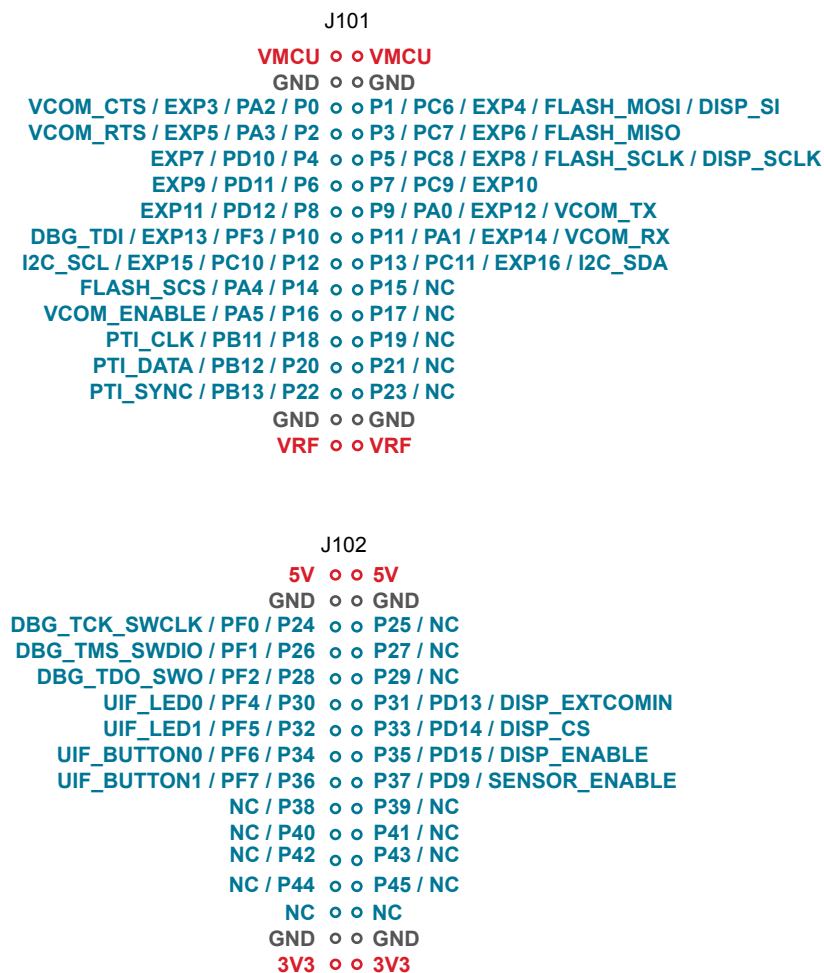 J101
VMCU VMCU
GND GND
VCOM_CTS / EXP3 / PA2 / P0 P1 / PC6 / EXP4 / FLASH_MOSI / DISP_SI
VCOM_RTS / EXP5 / PA3 / P2 P3 / PC7 / EXP6 / FLASH_MISO
EXP7 / PD10 / P4 P5 / PC8 / EXP8 / FLASH_SCLK / DISP_SCLK
EXP9 / PD11 / P6 P7 / PC9 / EXP10
EXP11 / PD12 / P8 P9 / PA0 / EXP12 / VCOM_TX
DBG_TDI / EXP13 / PF3 / P10 P11 / PA1 / EXP14 / VCOM_RX
I2C_SCL / EXP15 / PC10 / P12 P13 / PC11 / EXP16 / I2C_SDA
FLASH_SCS / PA4 / P14 P15 / NC
VCOM_ENABLE / PA5 / P16 P17 / NC
PTI_CLK / PB11 / P18 P19 / NC
PTI_DATA / PB12 / P20 P21 / NC
PTI_SYNC / PB13 / P22 P23 / NC
GND GND
VRF VRF
J102
5V 5V
GND GND
DBG_TCK_SWCLK / PF0 / P24 P25 / NC
DBG_TMS_SWDIO / PF1 / P26 P27 / NC
DBG_TDO_SWO / PF2 / P28 P29 / NC
UIF_LED0 / PF4 / P30 P31 / PD13 / DISP_EXTCOMIN
UIF_LED1 / PF5 / P32 P33 / PD14 / DISP_CS
UIF_BUTTON0 / PF6 / P34 P35 / PD15 / DISP_ENABLE
UIF_BUTTON1 / PF7 / P36 P37 / PD9 / SENSOR_ENABLE
NC / P38 P39 / NC
NC / P40 P41 / NC
NC / P42 P43 / NC
NC / P44 P45 / NC
NC NC
GND GND
3V3 3V3